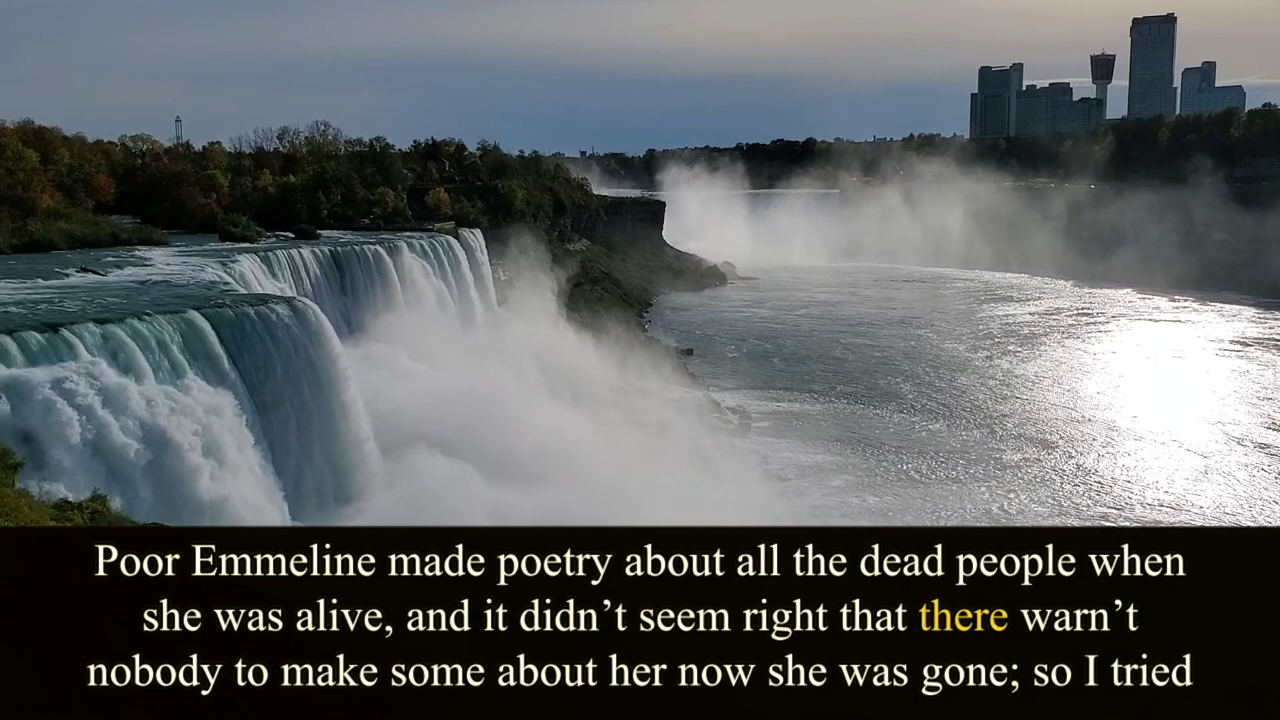 Poor Emmeline made poetry about all the dead people when
she was alive, and it didn’t seem right that there warn’t
nobody to make some about her now she was gone; so I tried